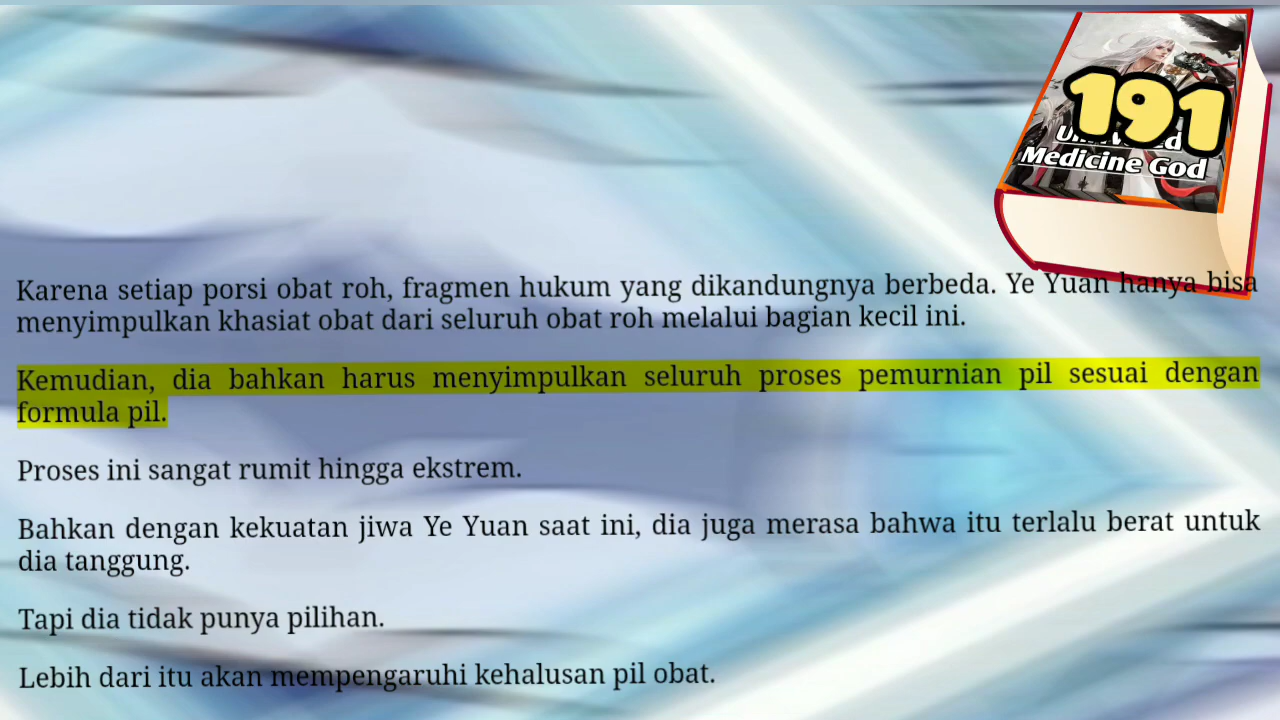 191
Medicine God
Karena setiap porsi obat roh, fragmen hukum yang dikandungnya berbeda. Ye Yuan hanya bisa
menyimpulkan khasiat obat dari seluruh obat roh melalui bagian kecil ini.
Kemudian, dia bahkan harus menyimpulkan seluruh proses pemurnian pil sesuai dengan
formula pil.
Proses ini sangat rumit hingga ekstrem.
Bahkan dengan kekuatan jiwa Ye Yuan saat ini, dia juga merasa bahwa itu terlalu berat untuk
dia tanggung.
Tapi dia tidak punya pilihan.
Lebih dari itu akan mempengaruhi kehalusan pil obat.